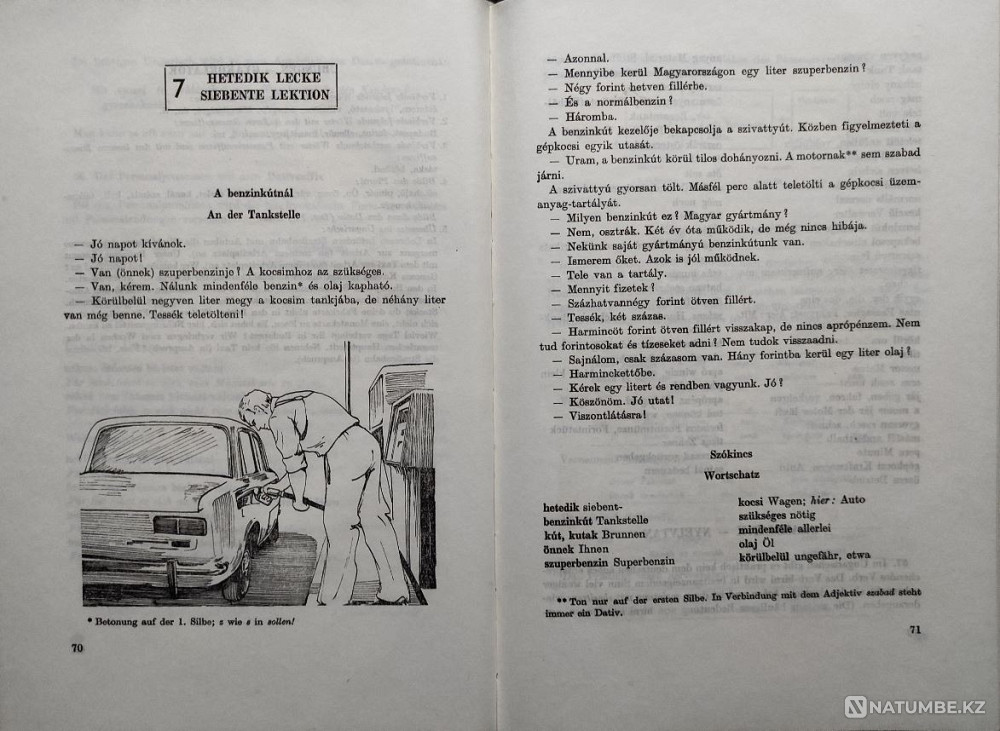 7
HETEDIK LECKE
SIEBENTE LEKTION
A benzinkútnál
An der Tankstelle
— Jó napot kívánok.
— Jó napot!
— Van (önnek) szuperbenzinje? A kocsimhoz az szükséges.
— Van, kérem. Nálunk mindenféle benzin* és olaj kapható.
— Körülbelül negyven liter megy a kocsim tankjába, de néhány liter
van még benne. Tessék teletölteni!
* Betonung auf der 1. Silbe; z wie s in sollen!
70
— Azonnal.
— Mennyibe kerül Magyarországon egy liter szuperbenzin?
— Négy forint hetven fillérbe.
— És a normálbenzin?
— Háromba.
A benzinkút kezelője bekapcsolja a szivattyút. Közben figyelmezteti a
gépkocsi egyik utasát.
— Uram, a benzinkút körül tilos dohányozni. A motornak** sem szabad
járni.
A szivattyú gyorsan tölt. Másfél perc alatt teletölti a gépkocsi üzem-
anyag-tartályát.
— Milyen benzinkút ez? Magyar gyártmány?
— Nem, osztrák. Két év óta működik, de még nincs hibája.
— Nekünk saját gyártmányú benzinkútunk van.
— Ismerem őket. Azok is jól működnek.
— Tele van a tartály.
— Mennyit fizetek?
— Százhatvannégy forint ötven fillért.
— Tessék, két százas.
— Harmincöt forint ötven fillért visszakap, de nincs aprópénzem. Nem
tud forintosokat és tízeseket adni? Nem tudok visszaadni.
— Sajnálom, csak százasom van. Hány forintba kerül egy liter olaj?
— Harminckettőbe.
— Kérek egy litert és rendben vagyunk. Jó?
— Köszönöm. Jó utat!
— Viszontlátásra!
Szókincs
Wortschatz
hetedik siebent-
benzinkút Tankstelle
kút, kutak Brunnen
önnek Ihnen
szuperbenzin Superbenzin
kocsi Wagen; hier: Auto
szükséges nötig
mindenféle allerlei
olaj Öl
körülbelül ungefähr, etwa
** Ton nur auf der ersten Silbe. In Verbindung mit dem Adjektiv szabad steht
immer ein Dativ.
71
NATUMBE.KZ